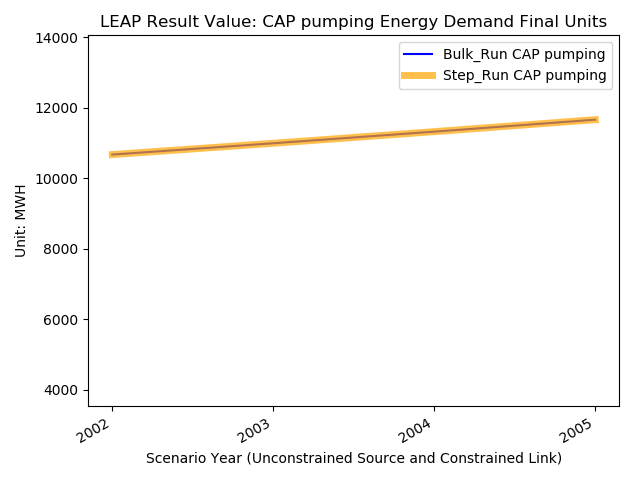 LEAP Result Value: CAP pumping Energy Demand Final Units
Bulk_Run CAP pumping
Step_Run CAP pumping
Unit: MWH
14000
12000
10000
8000
6000
4000
2002
2003
2004
2005
Scenario Year (Unconstrained Source and Constrained Link)